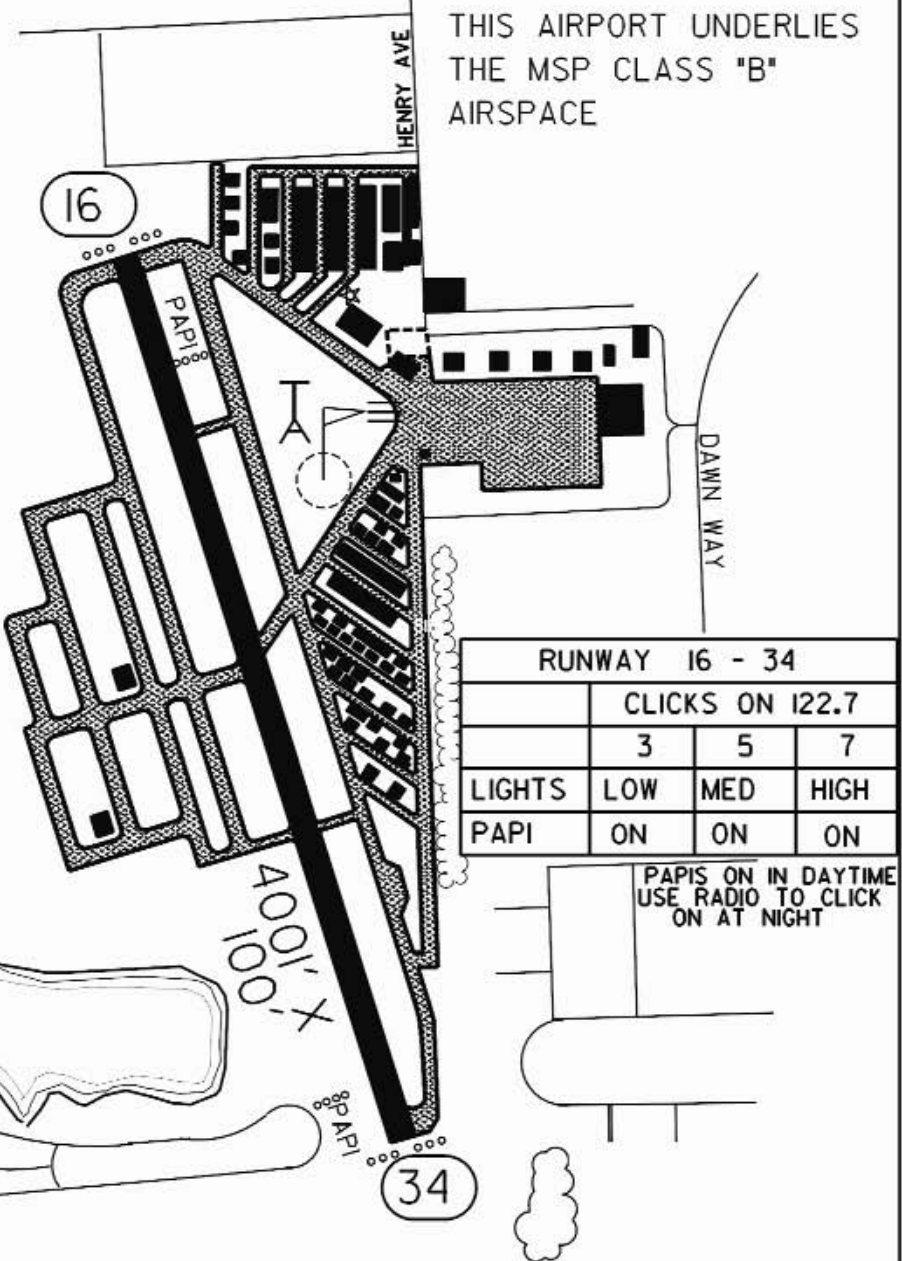 THIS AIRPORT UNDERLIES
THE MSP CLASS "B"
AIRSPACE
HENRY AVE
16
PAPI
DAWN WAY
RUNWAY 16 - 34
CLICKS ON 122.7
3 5 7
LIGHTS LOW MED HIGH
PAPI ON ON ON
PAPIS ON IN DAYTIME
USE RADIO TO CLICK
ON AT NIGHT
4001' X
100'
PAPI
34